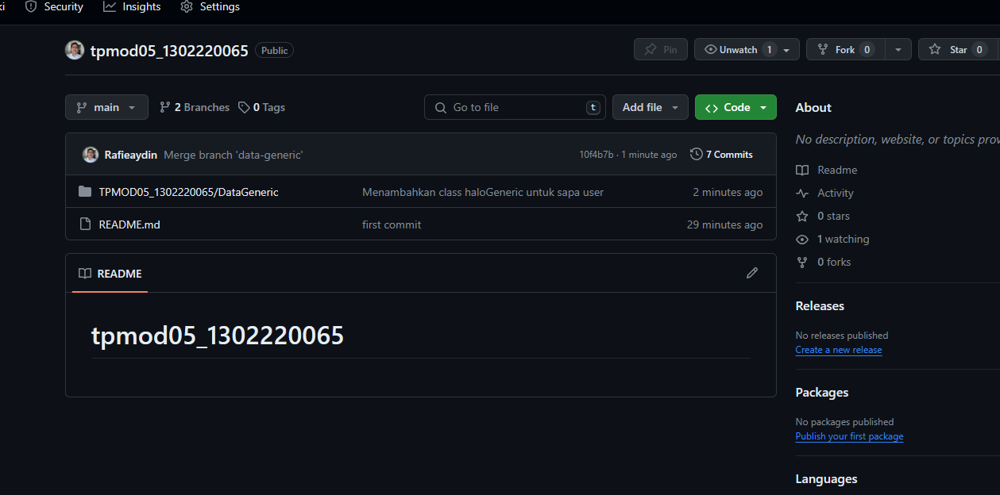 ki Security Insights Settings
tpmod05_1302220065 Public Pin Unwatch 1 Fork 0 Star 0
main 2 Branches 0 Tags Go to file t Add file Code
Rafieaydin Merge branch 'data-generic' 10f4b7b · 1 minute ago 7 Commits
TPMOD05_1302220065/DataGeneric Menambahkan class haloGeneric untuk sapa user 2 minutes ago
README.md first commit 29 minutes ago
README
tpmod05_1302220065
About
No description, website, or topics prov
Readme
Activity
0 stars
1 watching
0 forks
Releases
No releases published
Create a new release
Packages
No packages published
Publish your first package
Languages